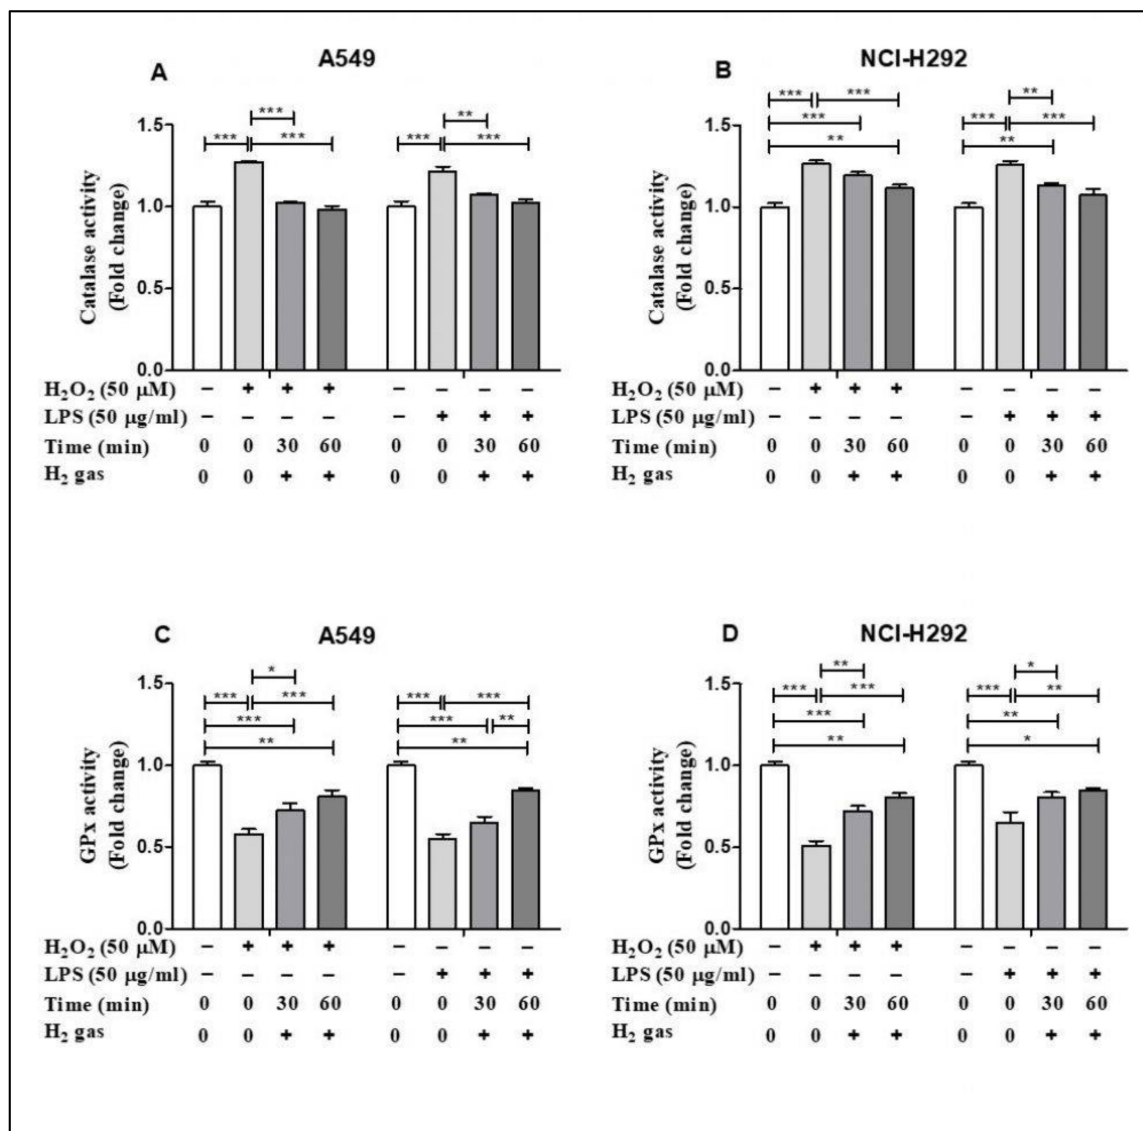 A A549
*** *** *** ** *** ***
Catalase activity
(Fold change)
1.5
1.0
0.5
0.0
H₂O₂ (50 μM) – + + + – – – –
LPS (50 μg/ml) – – – – – + + +
Time (min) 0 0 30 60 0 0 30 60
H₂ gas 0 0 + + 0 0 + +
B NCI-H292
*** *** *** ** ** *** *** **
Catalase activity
(Fold change)
1.5
1.0
0.5
0.0
H₂O₂ (50 μM) – + + + – – – –
LPS (50 μg/ml) – – – – – + + +
Time (min) 0 0 30 60 0 0 30 60
H₂ gas 0 0 + + 0 0 + +
C A549
* *** *** *** ** *** *** *** ** **
GPx activity
(Fold change)
1.5
1.0
0.5
0.0
H₂O₂ (50 μM) – + + + – – – –
LPS (50 μg/ml) – – – – – + + +
Time (min) 0 0 30 60 0 0 30 60
H₂ gas 0 0 + + 0 0 + +
D NCI-H292
** *** *** *** ** * *** ** ** *
GPx activity
(Fold change)
1.5
1.0
0.5
0.0
H₂O₂ (50 μM) – + + + – – – –
LPS (50 μg/ml) – – – – – + + +
Time (min) 0 0 30 60 0 0 30 60
H₂ gas 0 0 + + 0 0 + +